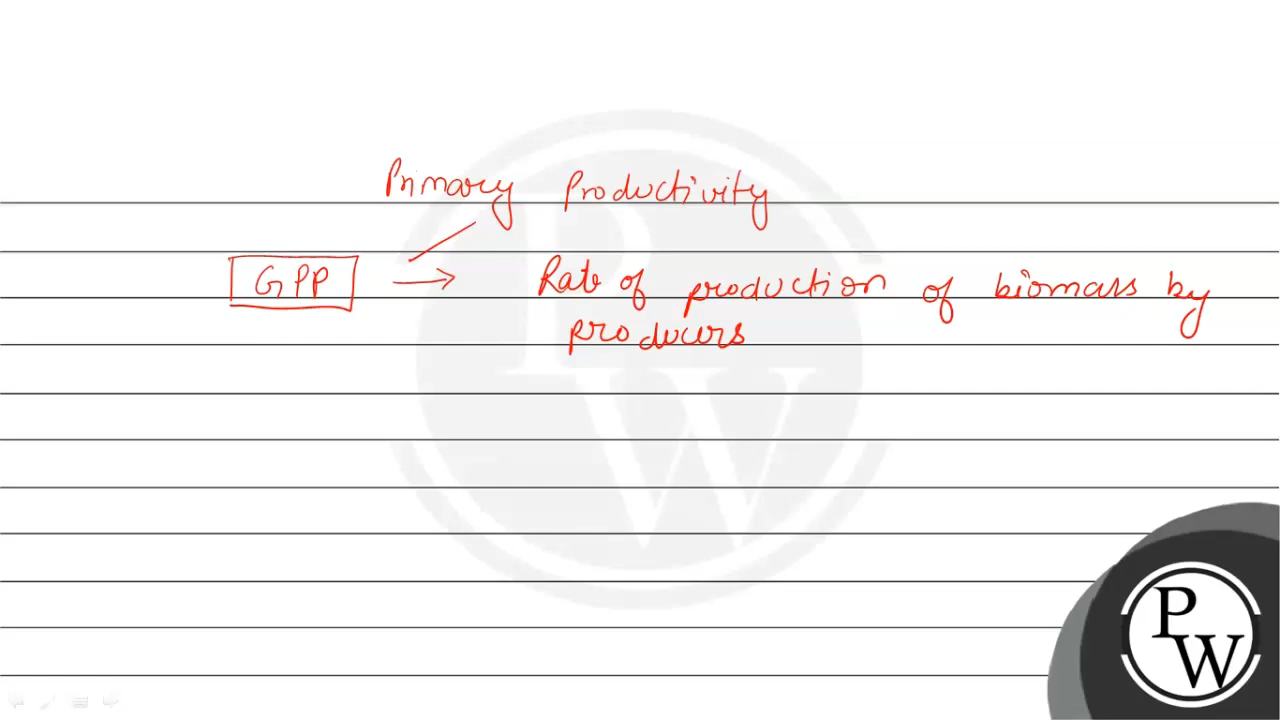 Primary Productivity
GPP → Rate of production of biomass by
producers
P
W
P
W